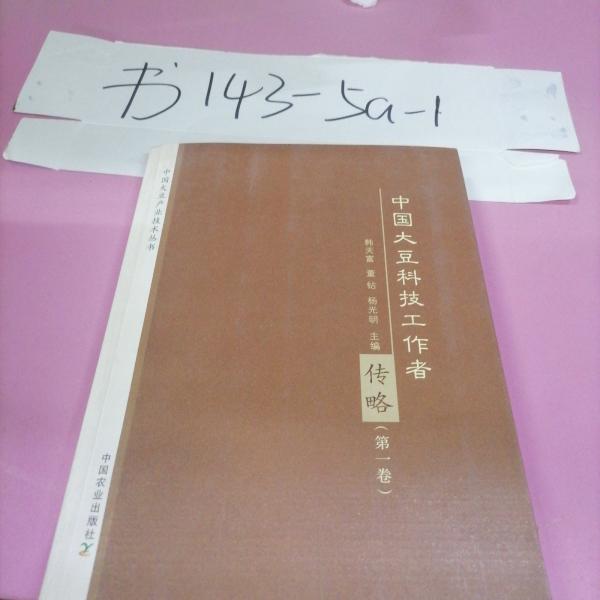 书143-5a-1
中国大豆产业技术丛书
中国大豆科技工作者
韩天富 董钻 杨光明 主编
传略
(第一卷)
中国农业出版社